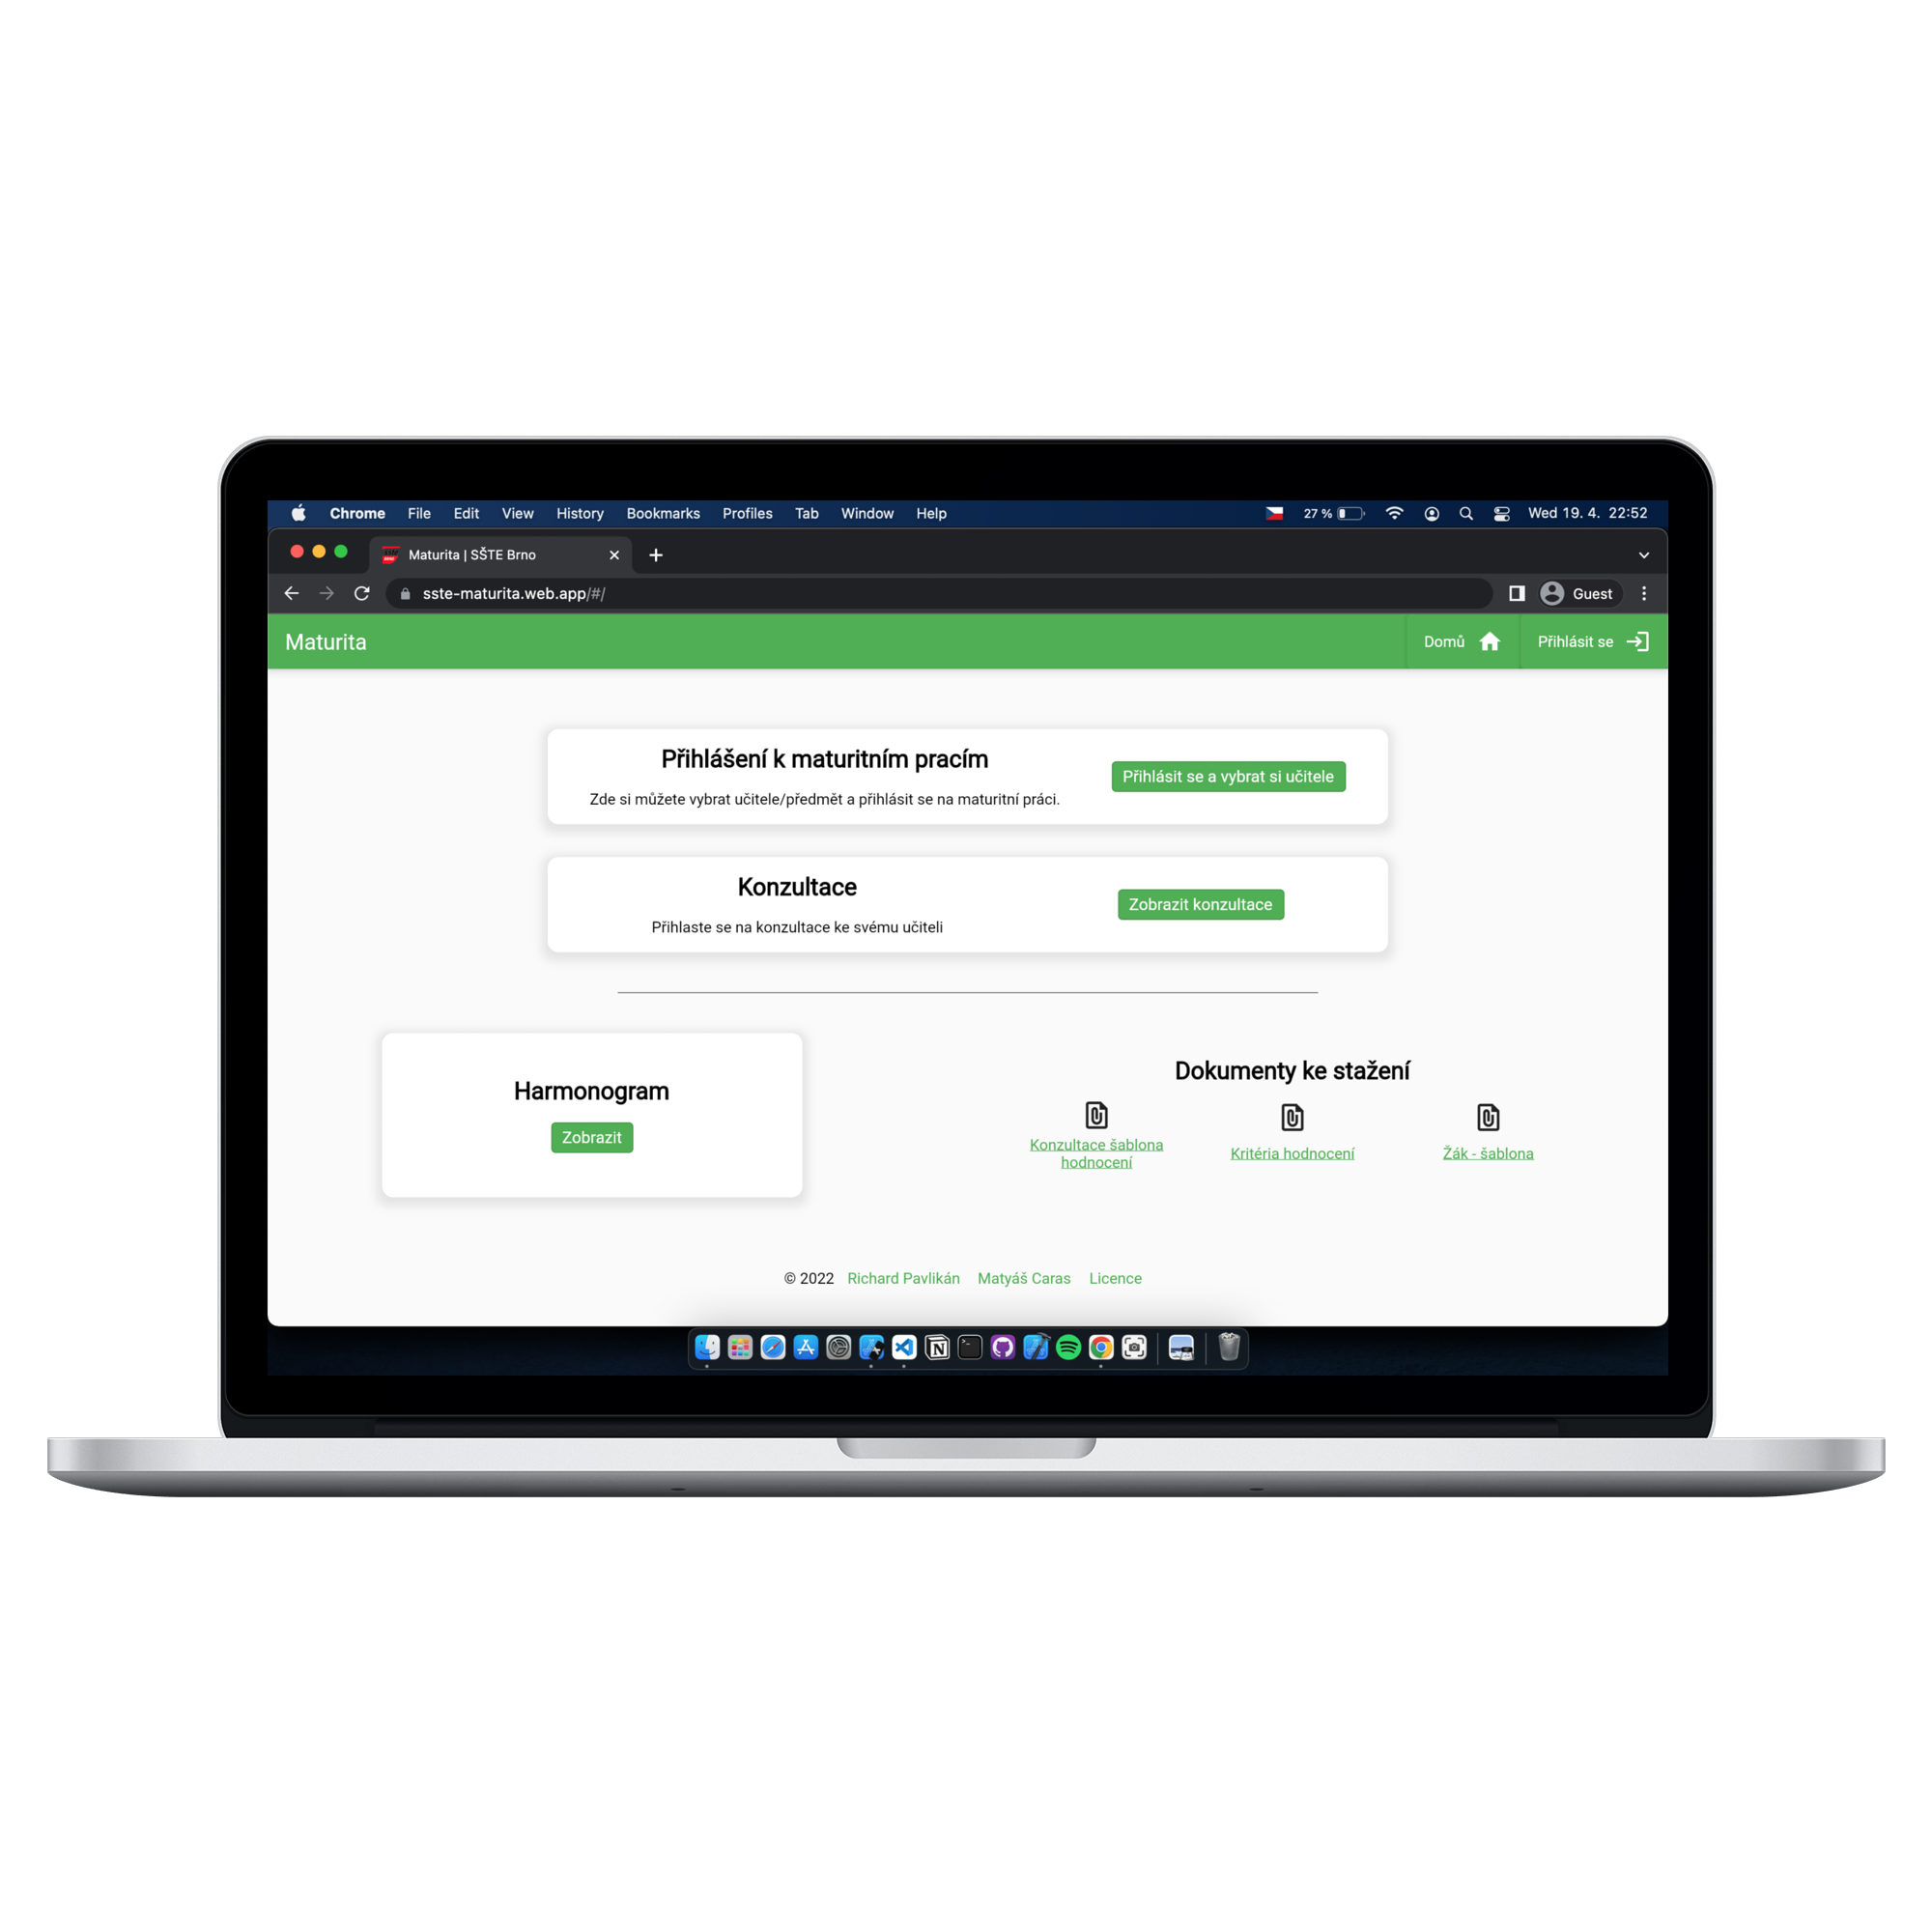 Chrome File Edit View History Bookmarks Profiles Tab Window Help 27 % Wed 19. 4. 22:52
Maturita | SŠTE Brno
sste-maturita.web.app/#/ Guest
Maturita Domů Přihlásit se
Přihlášení k maturitním pracím
Zde si můžete vybrat učitele/předmět a přihlásit se na maturitní práci.
Přihlásit se a vybrat si učitele
Konzultace
Přihlaste se na konzultace ke svému učiteli
Zobrazit konzultace
Harmonogram
Zobrazit
Dokumenty ke stažení
Konzultace šablona
hodnocení
Kritéria hodnocení
Žák - šablona
© 2022 Richard Pavlikán Matyáš Caras Licence